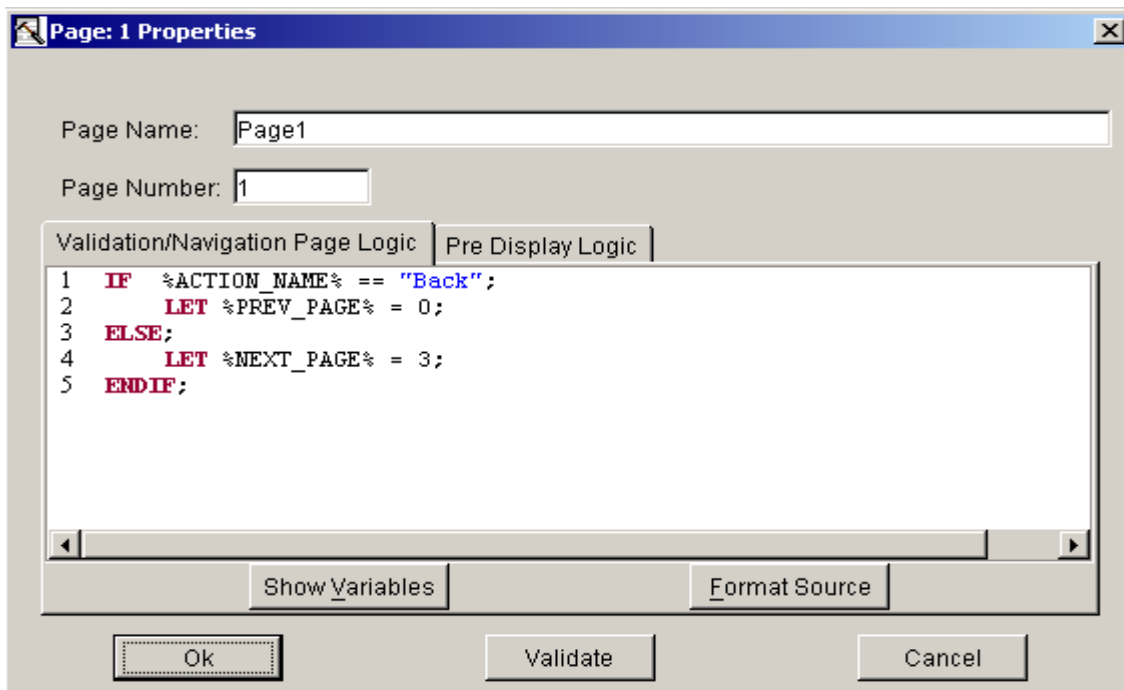 Page: 1 Properties
Page Name: Page1
Page Number: 1
Validation/Navigation Page Logic Pre Display Logic
1 IF %ACTION_NAME% == "Back";
2 LET %PREV_PAGE% = 0;
3 ELSE;
4 LET %NEXT_PAGE% = 3;
5 ENDIF;
Show Variables Format Source
Ok Validate Cancel